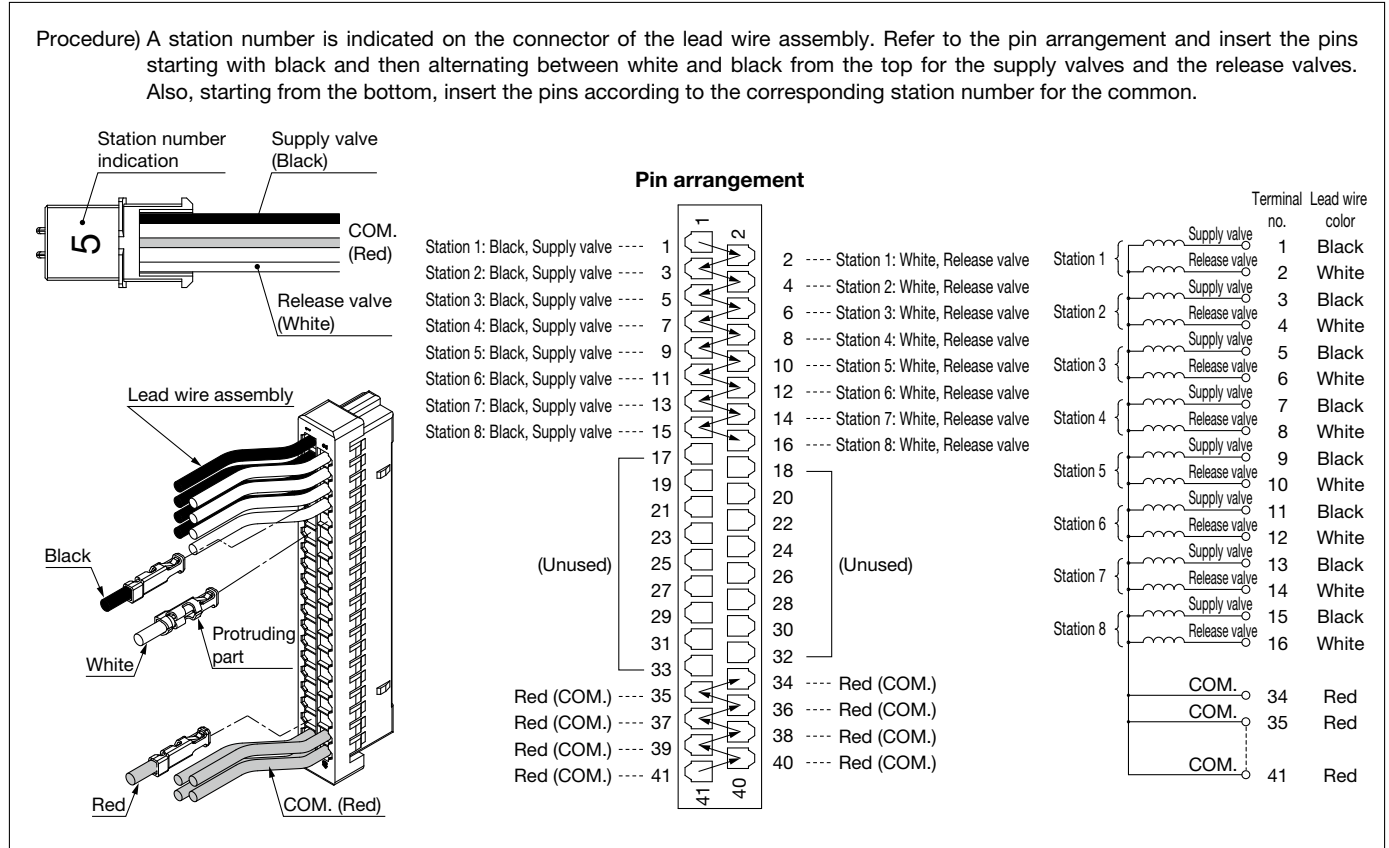 Procedure) A station number is indicated on the connector of the lead wire assembly. Refer to the pin arrangement and insert the pins
starting with black and then alternating between white and black from the top for the supply valves and the release valves.
Also, starting from the bottom, insert the pins according to the corresponding station number for the common.
Station number
indication
Supply valve
(Black)
5
COM.
(Red)
Release valve
(White)
Lead wire assembly
Black
White
Protruding
part
Red
COM. (Red)
Pin arrangement
1
2
Station 1: Black, Supply valve ---- 1
2 ---- Station 1: White, Release valve
Station 2: Black, Supply valve ---- 3
4 ---- Station 2: White, Release valve
Station 3: Black, Supply valve ---- 5
6 ---- Station 3: White, Release valve
Station 4: Black, Supply valve ---- 7
8 ---- Station 4: White, Release valve
Station 5: Black, Supply valve ---- 9
10 ---- Station 5: White, Release valve
Station 6: Black, Supply valve ---- 11
12 ---- Station 6: White, Release valve
Station 7: Black, Supply valve ---- 13
14 ---- Station 7: White, Release valve
Station 8: Black, Supply valve ---- 15
16 ---- Station 8: White, Release valve
17
18
19
20
21
22
23
24
(Unused) 25
26 (Unused)
27
28
29
30
31
32
33
34 ---- Red (COM.)
Red (COM.) ---- 35
36 ---- Red (COM.)
Red (COM.) ---- 37
38 ---- Red (COM.)
Red (COM.) ---- 39
40 ---- Red (COM.)
Red (COM.) ---- 41
41
40
Terminal Lead wire
no. color
Station 1 { Supply valve 1 Black
Release valve 2 White
Station 2 { Supply valve 3 Black
Release valve 4 White
Station 3 { Supply valve 5 Black
Release valve 6 White
Station 4 { Supply valve 7 Black
Release valve 8 White
Station 5 { Supply valve 9 Black
Release valve 10 White
Station 6 { Supply valve 11 Black
Release valve 12 White
Station 7 { Supply valve 13 Black
Release valve 14 White
Station 8 { Supply valve 15 Black
Release valve 16 White
COM. 34 Red
COM. 35 Red
COM. 41 Red